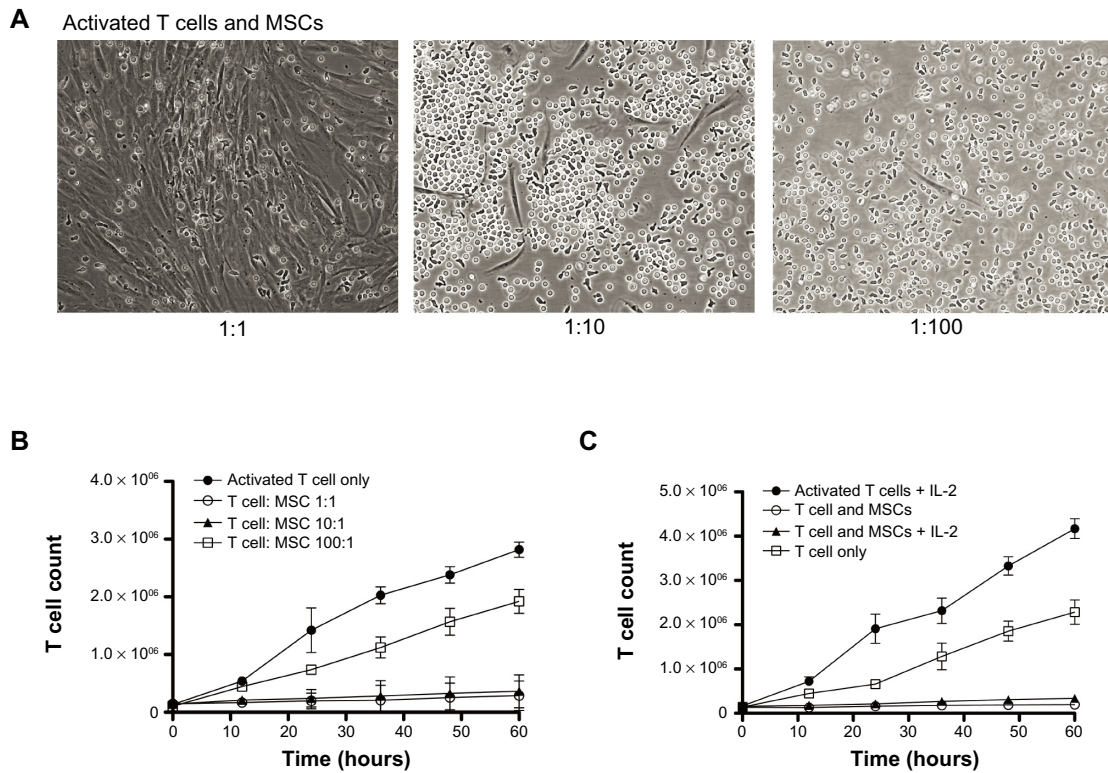 A
Activated T cells and MSCs
1:1
1:10
1:100
B
4.0 × 10⁰⁶
3.0 × 10⁰⁶
2.0 × 10⁰⁶
1.0 × 10⁰⁶
0
T cell count
Activated T cell only
T cell: MSC 1:1
T cell: MSC 10:1
T cell: MSC 100:1
0 10 20 30 40 50 60
Time (hours)
C
5.0 × 10⁰⁶
4.0 × 10⁰⁶
3.0 × 10⁰⁶
2.0 × 10⁰⁶
1.0 × 10⁰⁶
0
T cell count
Activated T cells + IL-2
T cell and MSCs
T cell and MSCs + IL-2
T cell only
0 10 20 30 40 50 60
Time (hours)